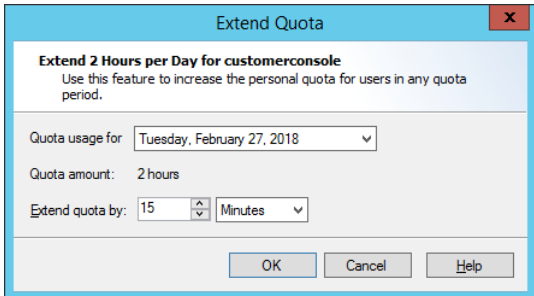 Extend Quota
x
Extend 2 Hours per Day for customerconsole
Use this feature to increase the personal quota for users in any quota
period.
Quota usage for Tuesday, February 27, 2018
Quota amount: 2 hours
Extend quota by: 15 Minutes
OK Cancel Help